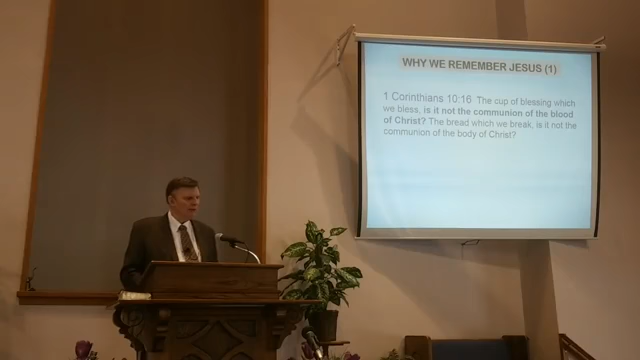 WHY WE REMEMBER JESUS (1)
1 Corinthians 10:16 The cup of blessing which
we bless, is it not the communion of the blood
of Christ? The bread which we break, is it not the
communion of the body of Christ?